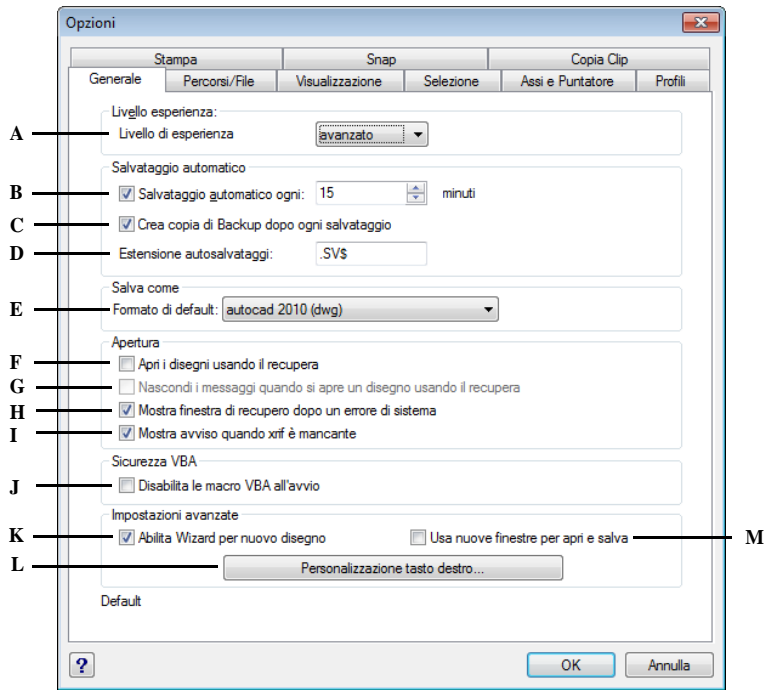 Opzioni
Stampa Snap Copia Clip
Generale Percorsi/File Visualizzazione Selezione Assi e Puntatore Profili
Livello esperienza:
A Livello di esperienza avanzato
Salvataggio automatico
B Salvataggio automatico ogni: 15 minuti
C Crea copia di Backup dopo ogni salvataggio
D Estensione autosalvataggi: .SV$
Salva come
E Formato di default: autocad 2010 (dwg)
Apertura
F Apri i disegni usando il recupera
G Nascondi i messaggi quando si apre un disegno usando il recupera
H Mostra finestra di recupero dopo un errore di sistema
I Mostra avviso quando xrif è mancante
Sicurezza VBA
J Disabilita le macro VBA all'avvio
Impostazioni avanzate
K Abilita Wizard per nuovo disegno Usa nuove finestre per apri e salva M
L Personalizzazione tasto destro...
Default
? OK Annulla